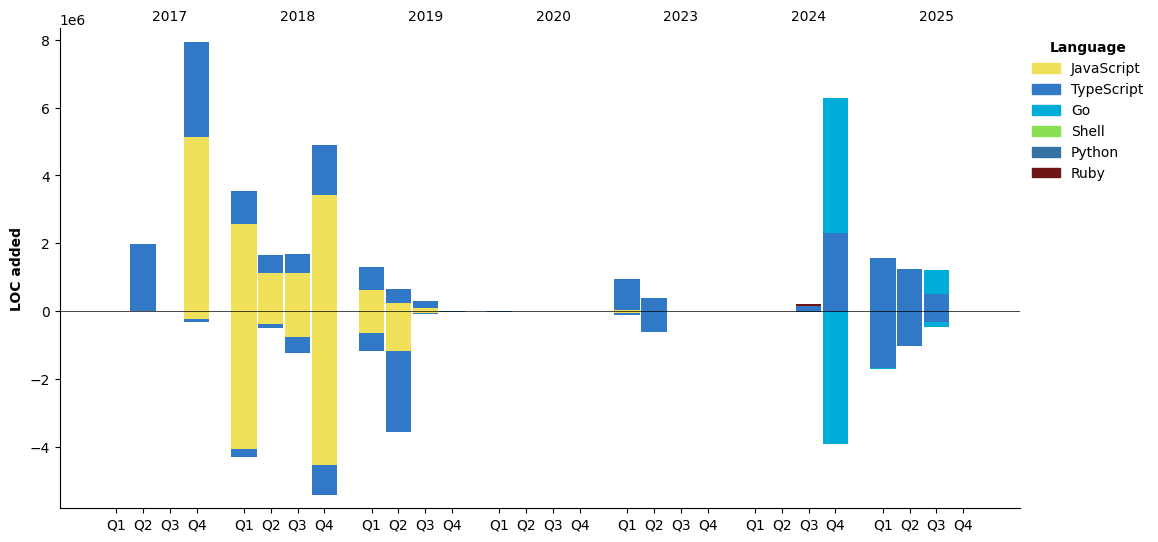 2017 2018 2019 2020 2023 2024 2025
1e6
8
6
4
2
0
−2
−4
LOC added
Q1 Q2 Q3 Q4 Q1 Q2 Q3 Q4 Q1 Q2 Q3 Q4 Q1 Q2 Q3 Q4 Q1 Q2 Q3 Q4 Q1 Q2 Q3 Q4 Q1 Q2 Q3 Q4
Language
JavaScript
TypeScript
Go
Shell
Python
Ruby